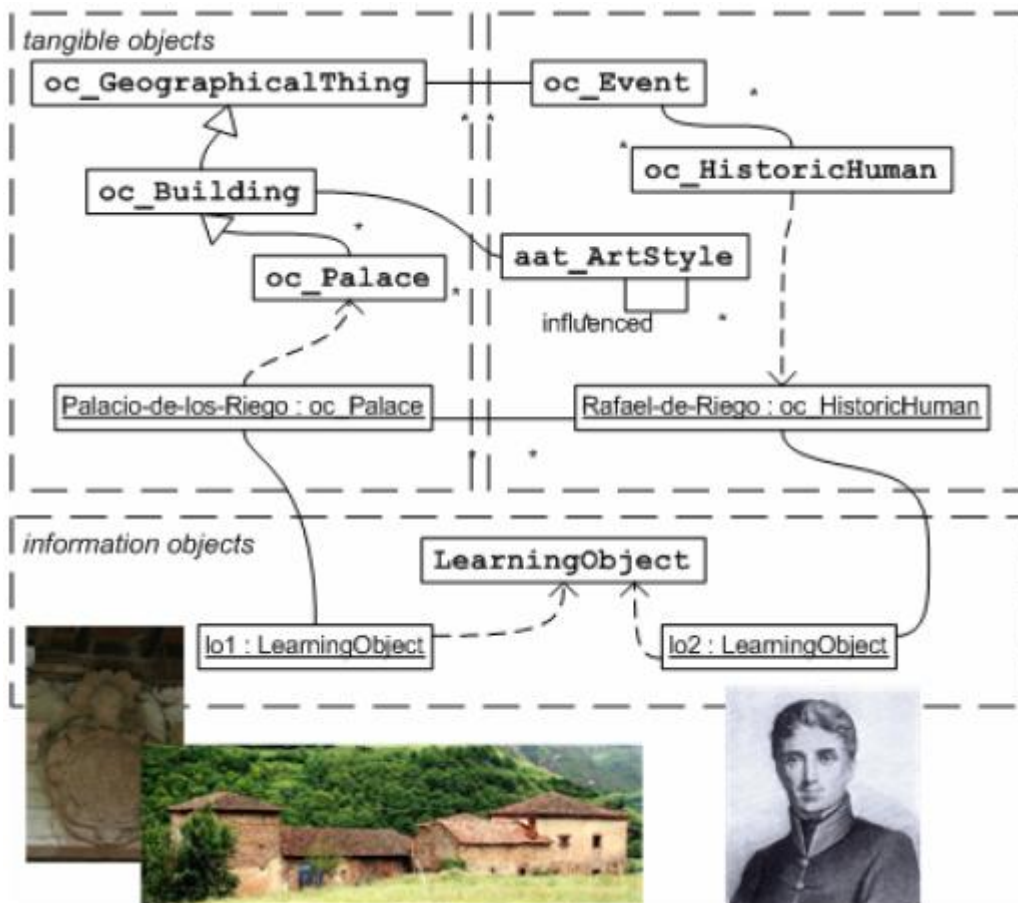 tangible objects
oc_GeographicalThing
oc_Event
*
* *
*
oc_HistoricHuman
oc_Building
*
aat_ArtStyle
oc_Palace
*
influenced
*
*
Palacio-de-los-Riego : oc_Palace
Rafael-de-Riego : oc_HistoricHuman
* *
information objects
LearningObject
lo1 : LearningObject
lo2 : LearningObject